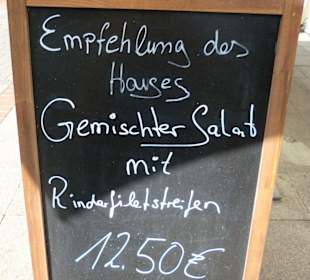 Empfehlung des
Hauses
Gemischter Salat
mit
Rinderfiletstreifen
12.50€